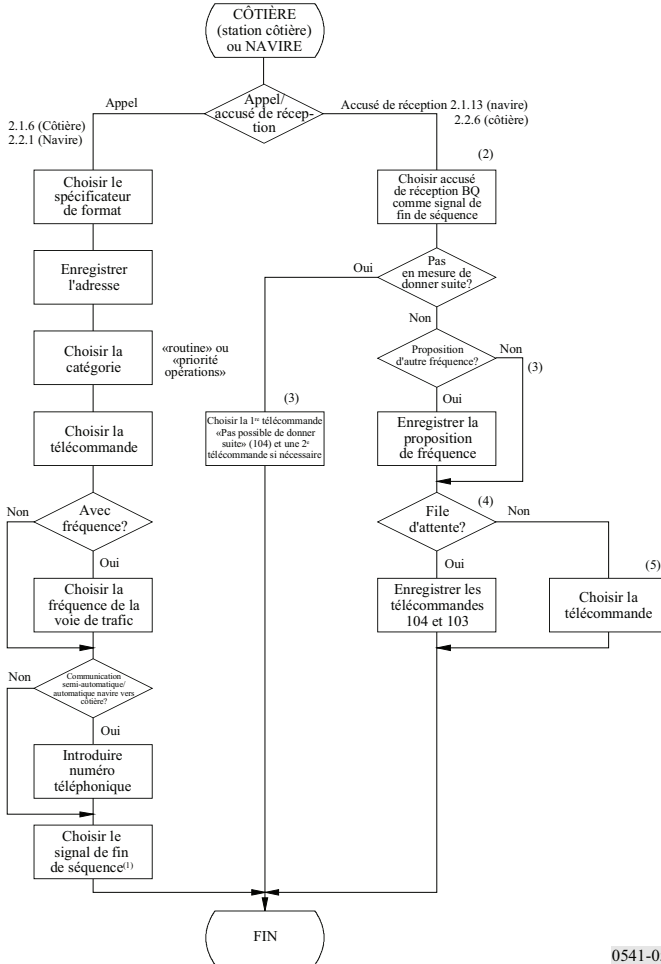 CÔTIÈRE
(station côtière)
ou NAVIRE
Appel
Appel/
accusé de récep-
tion
Accusé de réception 2.1.13 (navire)
2.2.6 (côtière)
2.1.6 (Côtière)
2.2.1 (Navire)
Choisir le
spécificateur
de format
Enregistrer
l'adresse
Choisir la
catégorie
«routine» ou
«priorité
opérations»
Choisir la
télécommande
Non
Avec
fréquence?
Oui
Choisir la
fréquence de la
voie de trafic
Non
Communication
semi-automatique/
automatique navire vers
côtière?
Oui
Introduire
numéro
téléphonique
Choisir le
signal de fin
de séquence(1)
(2)
Choisir accusé
de réception BQ
comme signal de
fin de séquence
Oui
Pas
en mesure de
donner suite?
Non
(3)
Choisir la 1re télécommande
«Pas possible de donner
suite» (104) et une 2e
télécommande si nécessaire
Proposition
d'autre fréquence?
Non
(3)
Oui
Enregistrer la
proposition
de fréquence
(4)
File
d'attente?
Non
Oui
Enregistrer les
télécommandes
104 et 103
(5)
Choisir la
télécommande
FIN